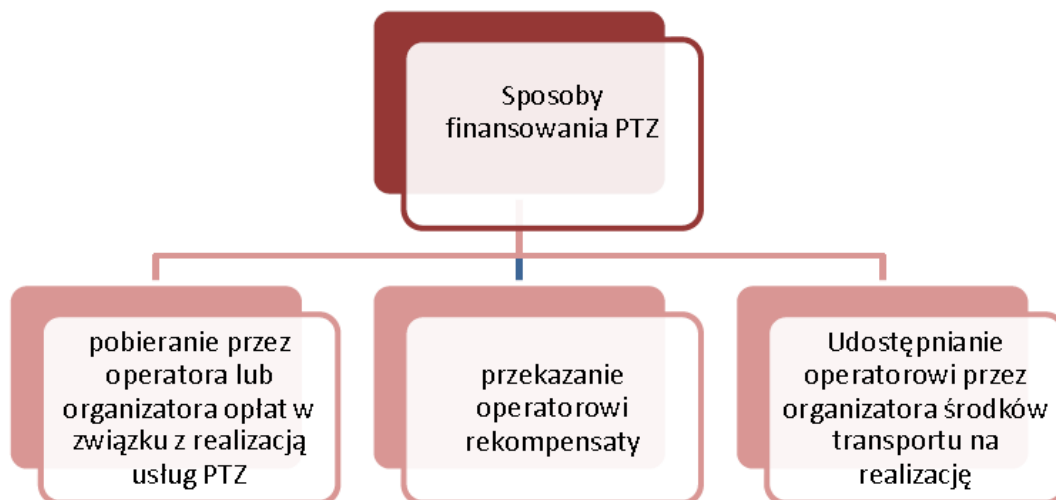 Sposoby
finansowania PTZ
pobieranie przez
operatora lub
organizatora opłat w
związku z realizacją
usług PTZ
przekazanie
operatorowi
rekompensaty
Udostępnianie
operatorowi przez
organizatora środków
transportu na
realizację